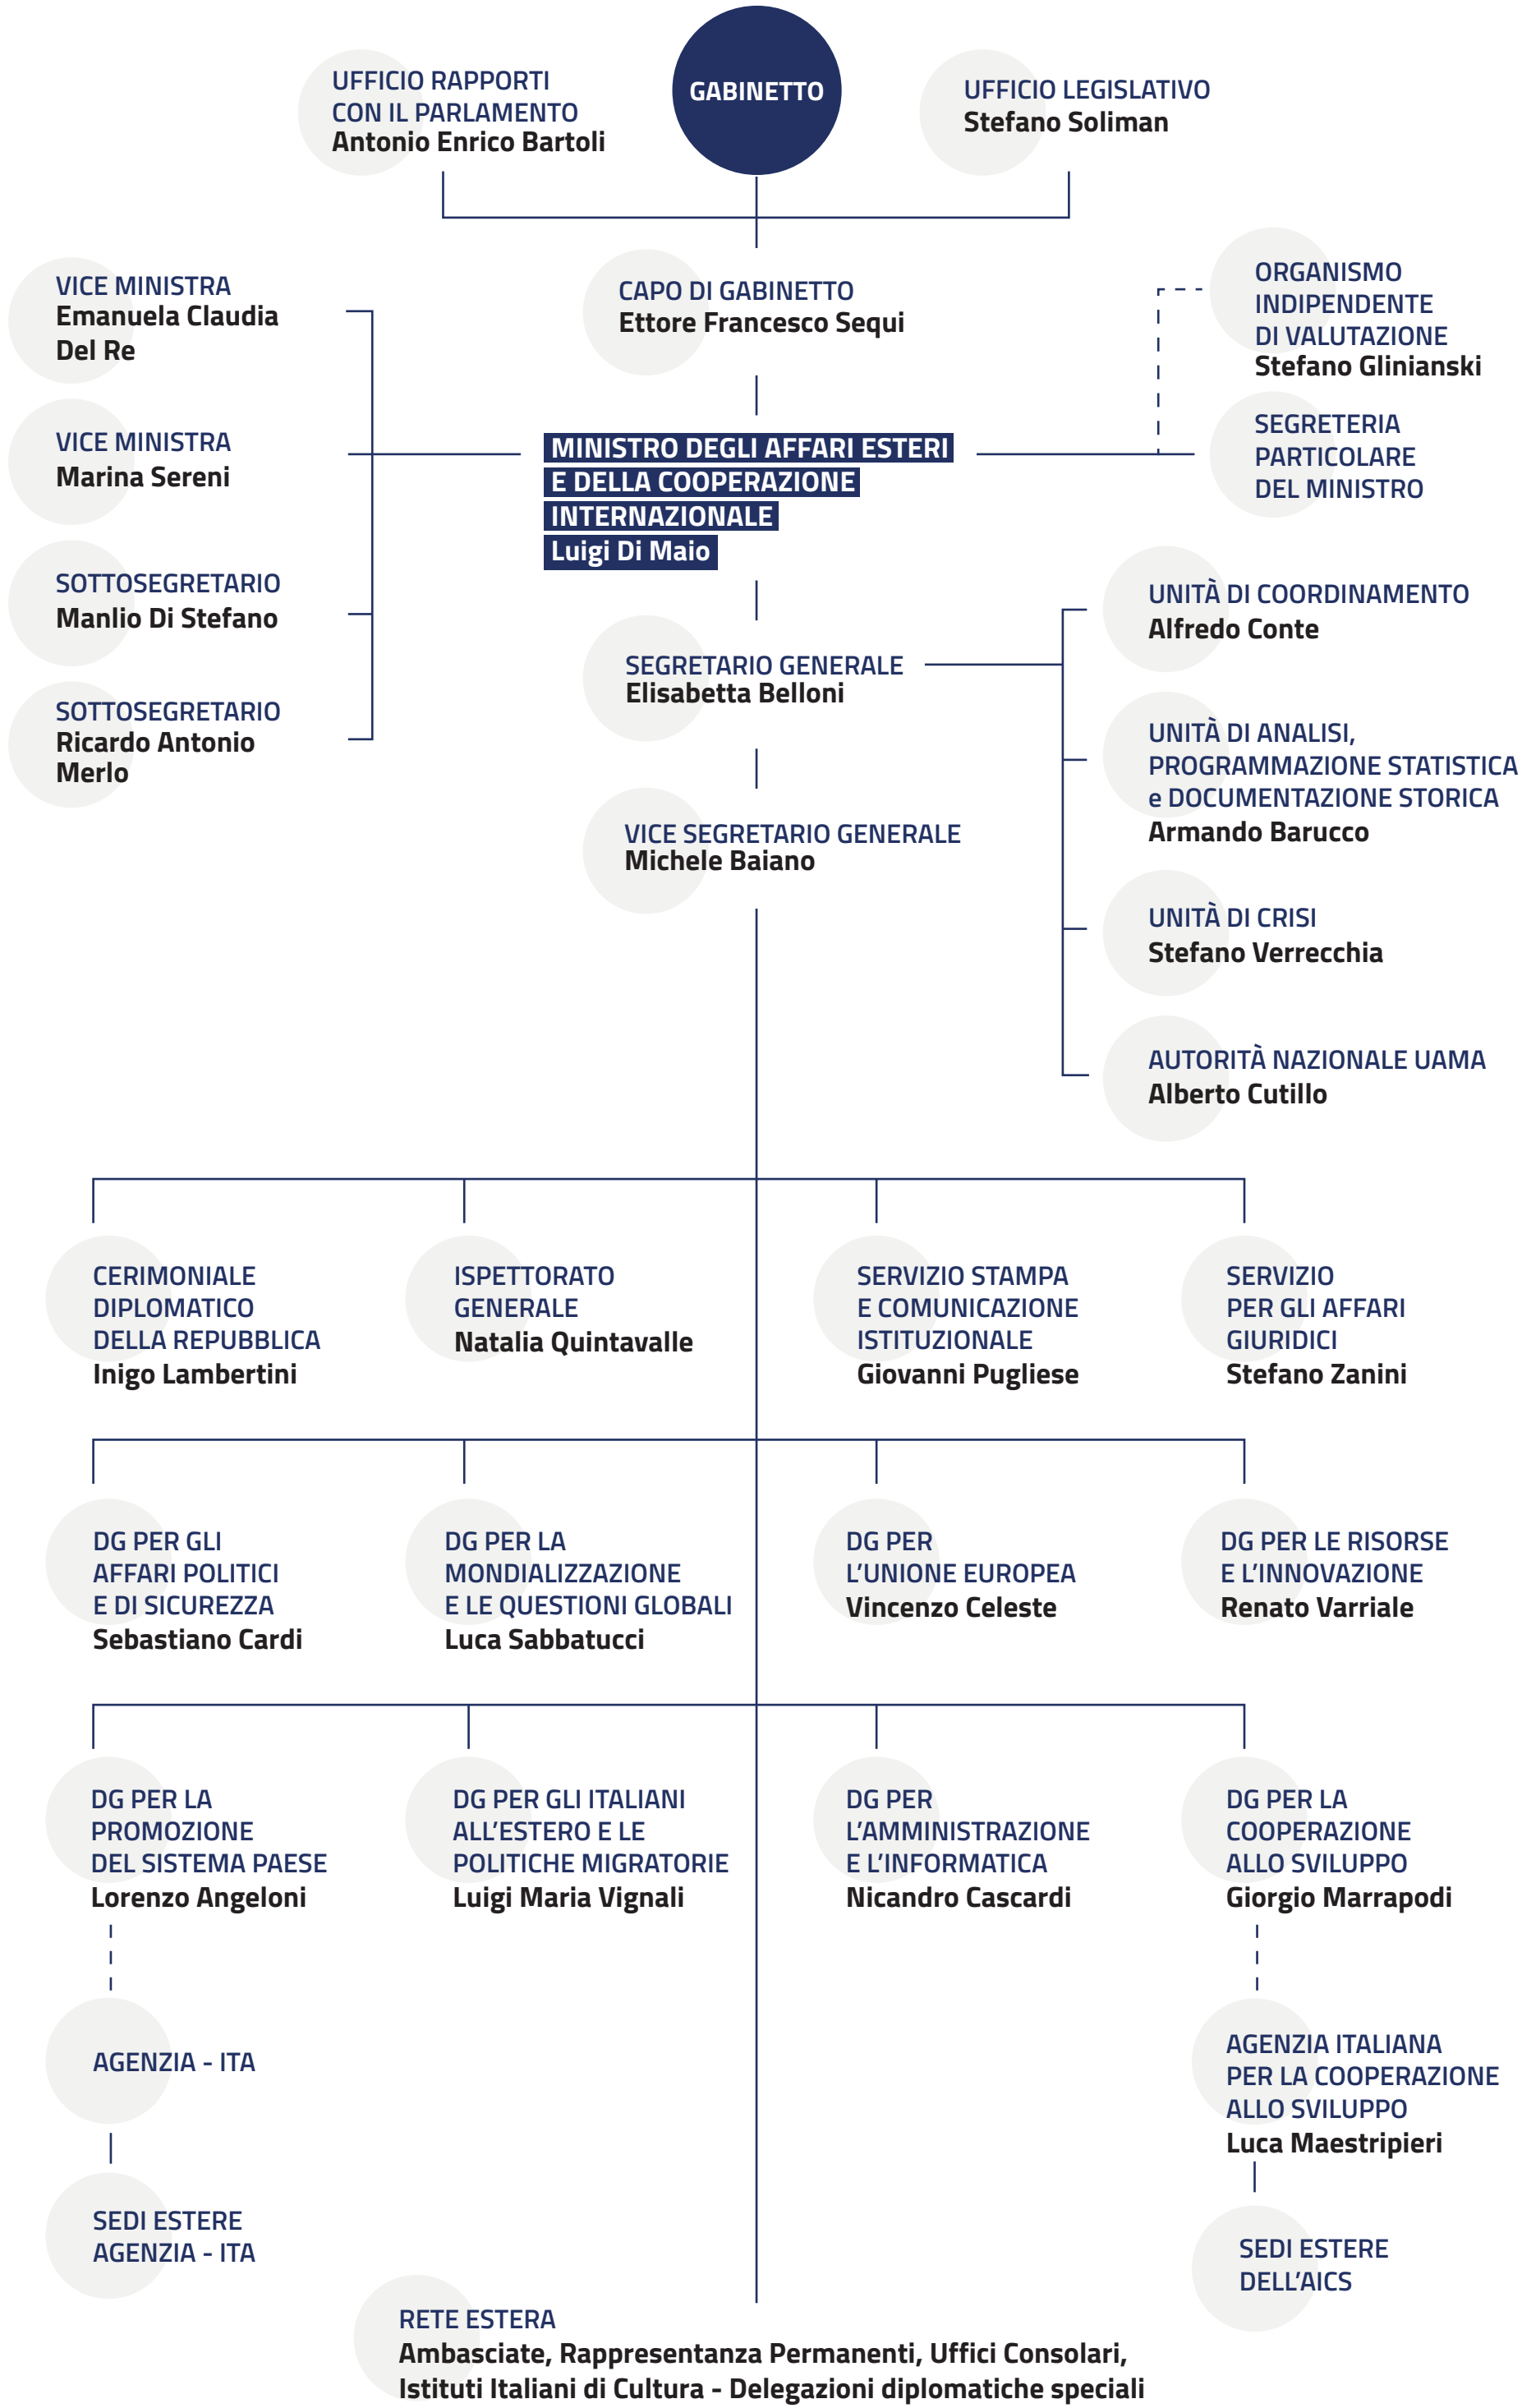 GABINETTO
UFFICIO RAPPORTI
CON IL PARLAMENTO
Antonio Enrico Bartoli
UFFICIO LEGISLATIVO
Stefano Soliman
CAPO DI GABINETTO
Ettore Francesco Sequi
VICE MINISTRA
Emanuela Claudia
Del Re
VICE MINISTRA
Marina Sereni
SOTTOSEGRETARIO
Manlio Di Stefano
SOTTOSEGRETARIO
Ricardo Antonio
Merlo
MINISTRO DEGLI AFFARI ESTERI
E DELLA COOPERAZIONE
INTERNAZIONALE
Luigi Di Maio
ORGANISMO
INDIPENDENTE
DI VALUTAZIONE
Stefano Glinianski
SEGRETERIA
PARTICOLARE
DEL MINISTRO
SEGRETARIO GENERALE
Elisabetta Belloni
VICE SEGRETARIO GENERALE
Michele Baiano
UNITÀ DI COORDINAMENTO
Alfredo Conte
UNITÀ DI ANALISI,
PROGRAMMAZIONE STATISTICA
e DOCUMENTAZIONE STORICA
Armando Barucco
UNITÀ DI CRISI
Stefano Verrecchia
AUTORITÀ NAZIONALE UAMA
Alberto Cutillo
CERIMONIALE
DIPLOMATICO
DELLA REPUBBLICA
Inigo Lambertini
ISPETTORATO
GENERALE
Natalia Quintavalle
SERVIZIO STAMPA
E COMUNICAZIONE
ISTITUZIONALE
Giovanni Pugliese
SERVIZIO
PER GLI AFFARI
GIURIDICI
Stefano Zanini
DG PER GLI
AFFARI POLITICI
E DI SICUREZZA
Sebastiano Cardi
DG PER LA
MONDIALIZZAZIONE
E LE QUESTIONI GLOBALI
Luca Sabbatucci
DG PER
L’UNIONE EUROPEA
Vincenzo Celeste
DG PER LE RISORSE
E L’INNOVAZIONE
Renato Varriale
DG PER LA
PROMOZIONE
DEL SISTEMA PAESE
Lorenzo Angeloni
DG PER GLI ITALIANI
ALL’ESTERO E LE
POLITICHE MIGRATORIE
Luigi Maria Vignali
DG PER
L’AMMINISTRAZIONE
E L’INFORMATICA
Nicandro Cascardi
DG PER LA
COOPERAZIONE
ALLO SVILUPPO
Giorgio Marrapodi
AGENZIA - ITA
SEDI ESTERE
AGENZIA - ITA
AGENZIA ITALIANA
PER LA COOPERAZIONE
ALLO SVILUPPO
Luca Maestripieri
SEDI ESTERE
DELL’AICS
RETE ESTERA
Ambasciate, Rappresentanza Permanenti, Uffici Consolari,
Istituti Italiani di Cultura - Delegazioni diplomatiche speciali